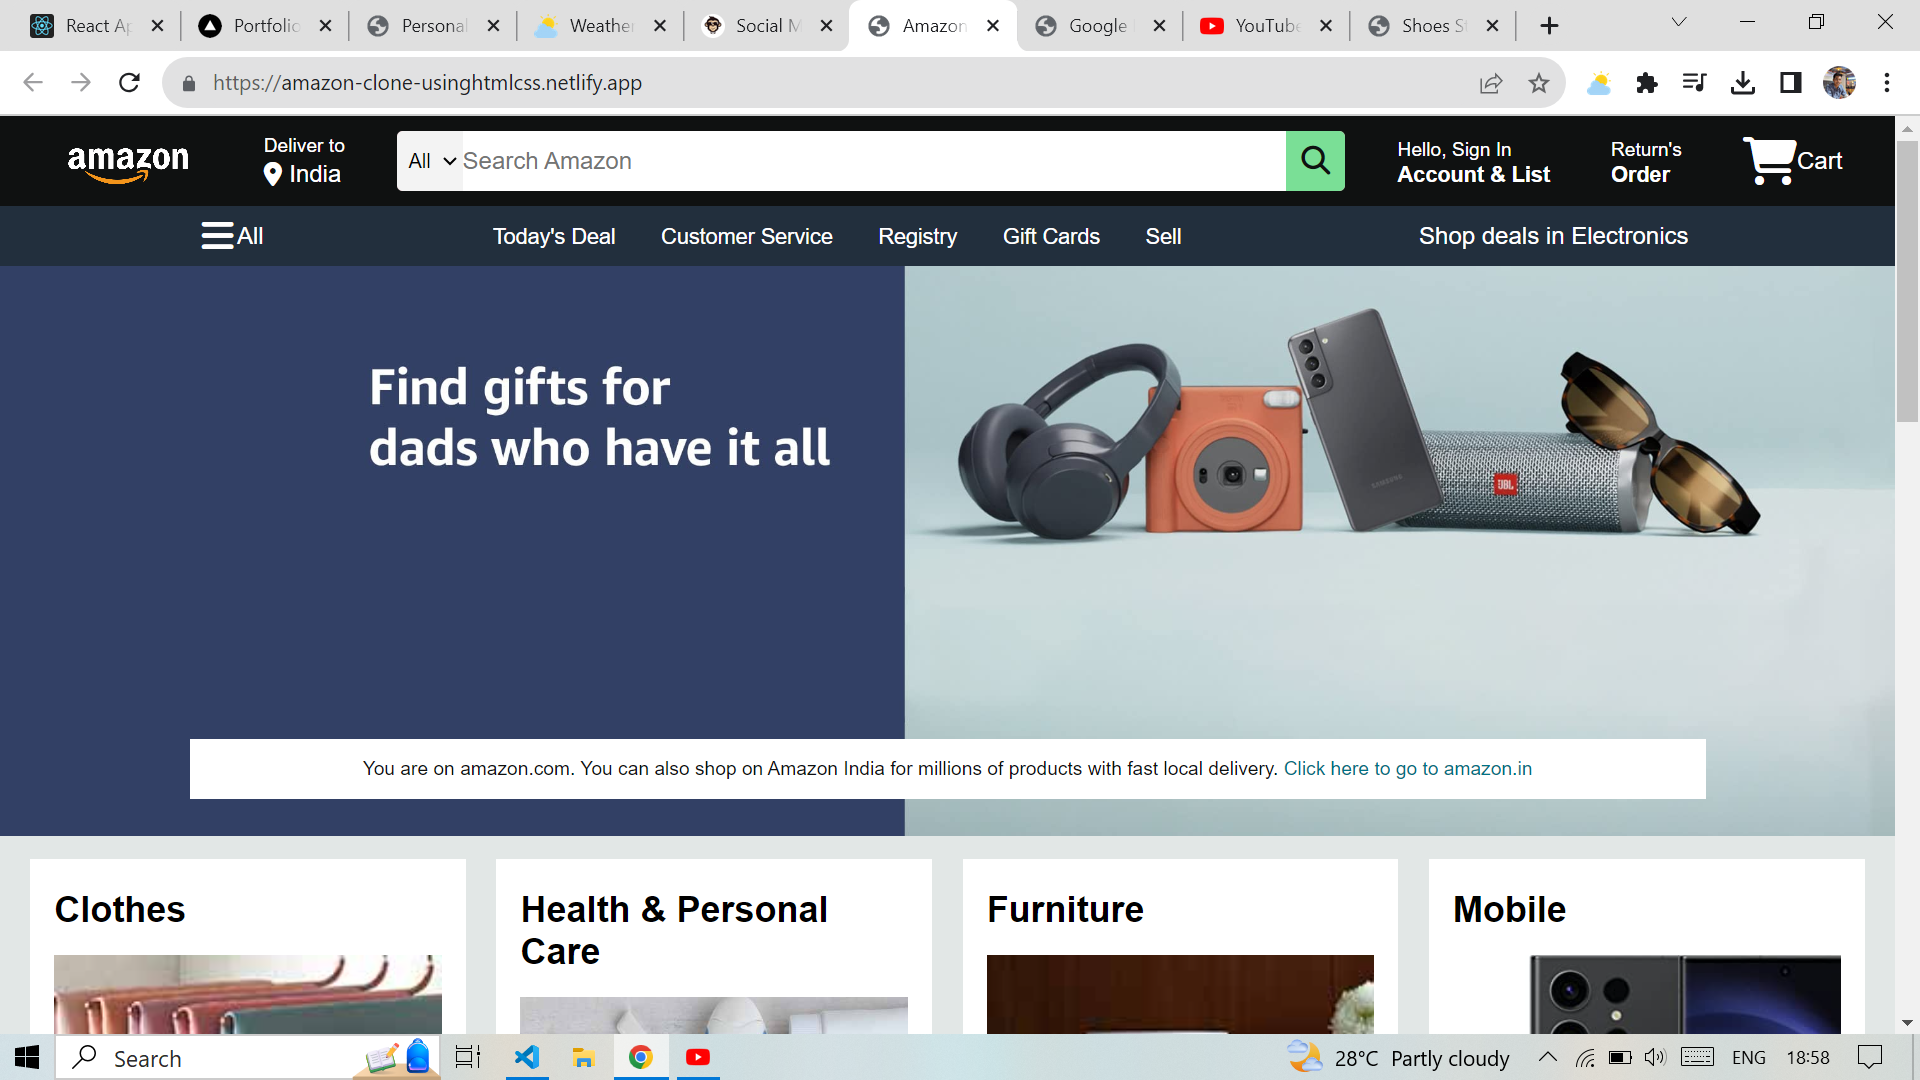 React Ap
Portfolio
Personal
Weather
Social M
Amazon
Google
YouTube
Shoes St
https://amazon-clone-usinghtmlcss.netlify.app
amazon
Deliver to
India
All
Search Amazon
Hello, Sign In
Account & List
Return's
Order
Cart
All
Today's Deal
Customer Service
Registry
Gift Cards
Sell
Shop deals in Electronics
Find gifts for
dads who have it all
SAMSUNG
JBL
You are on amazon.com. You can also shop on Amazon India for millions of products with fast local delivery. Click here to go to amazon.in
Clothes
Health & Personal
Care
Furniture
Mobile
Search
28°C Partly cloudy
ENG
18:58